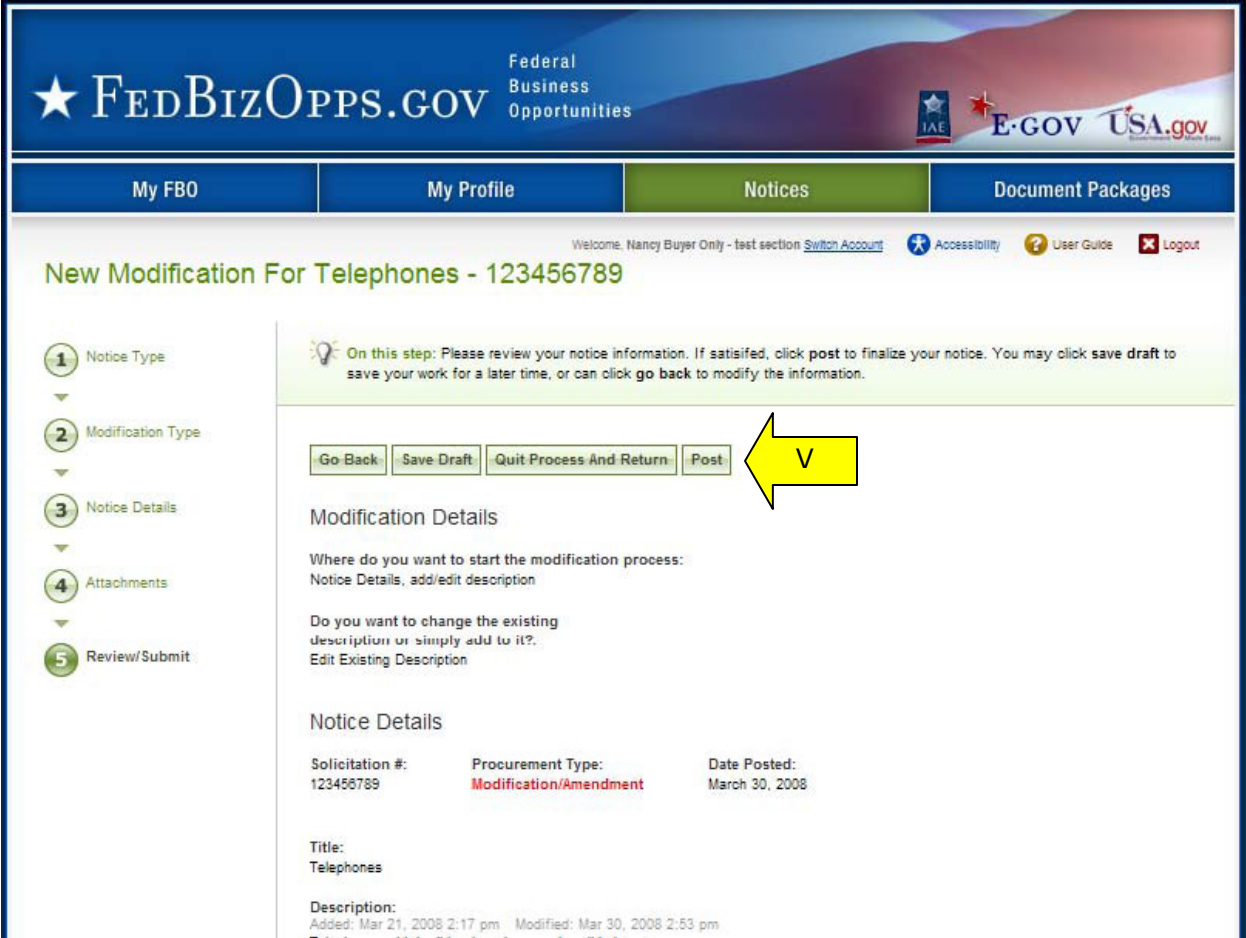 ★ FEDBIZOPPS.GOV
Federal
Business
Opportunities
IAE
E·GOV
USA.gov
My FBO
My Profile
Notices
Document Packages
Welcome, Nancy Buyer Only - test section Switch Account
Accessibility
User Guide
Logout
New Modification For Telephones - 123456789
1 Notice Type
2 Modification Type
3 Notice Details
4 Attachments
5 Review/Submit
On this step: Please review your notice information. If satisifed, click post to finalize your notice. You may click save draft to
save your work for a later time, or can click go back to modify the information.
Go Back
Save Draft
Quit Process And Return
Post
V
Modification Details
Where do you want to start the modification process:
Notice Details, add/edit description
Do you want to change the existing
description or simply add to it?.
Edit Existing Description
Notice Details
Solicitation #:
Procurement Type:
Date Posted:
123456789
Modification/Amendment
March 30, 2008
Title:
Telephones
Description:
Added: Mar 21, 2008 2:17 pm Modified: Mar 30, 2008 2:53 pm